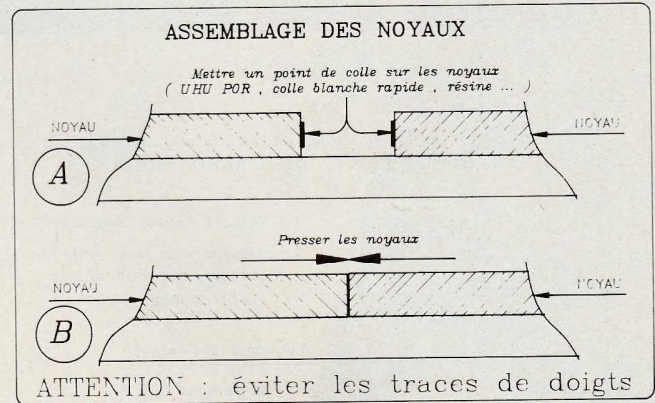 ASSEMBLAGE DES NOYAUX
Mettre un point de colle sur les noyaux
( UHU POR , colle blanche rapide , résine ... )
NOYAU
NOYAU
A
Presser les noyaux
NOYAU
NOYAU
B
ATTENTION : éviter les traces de doigts